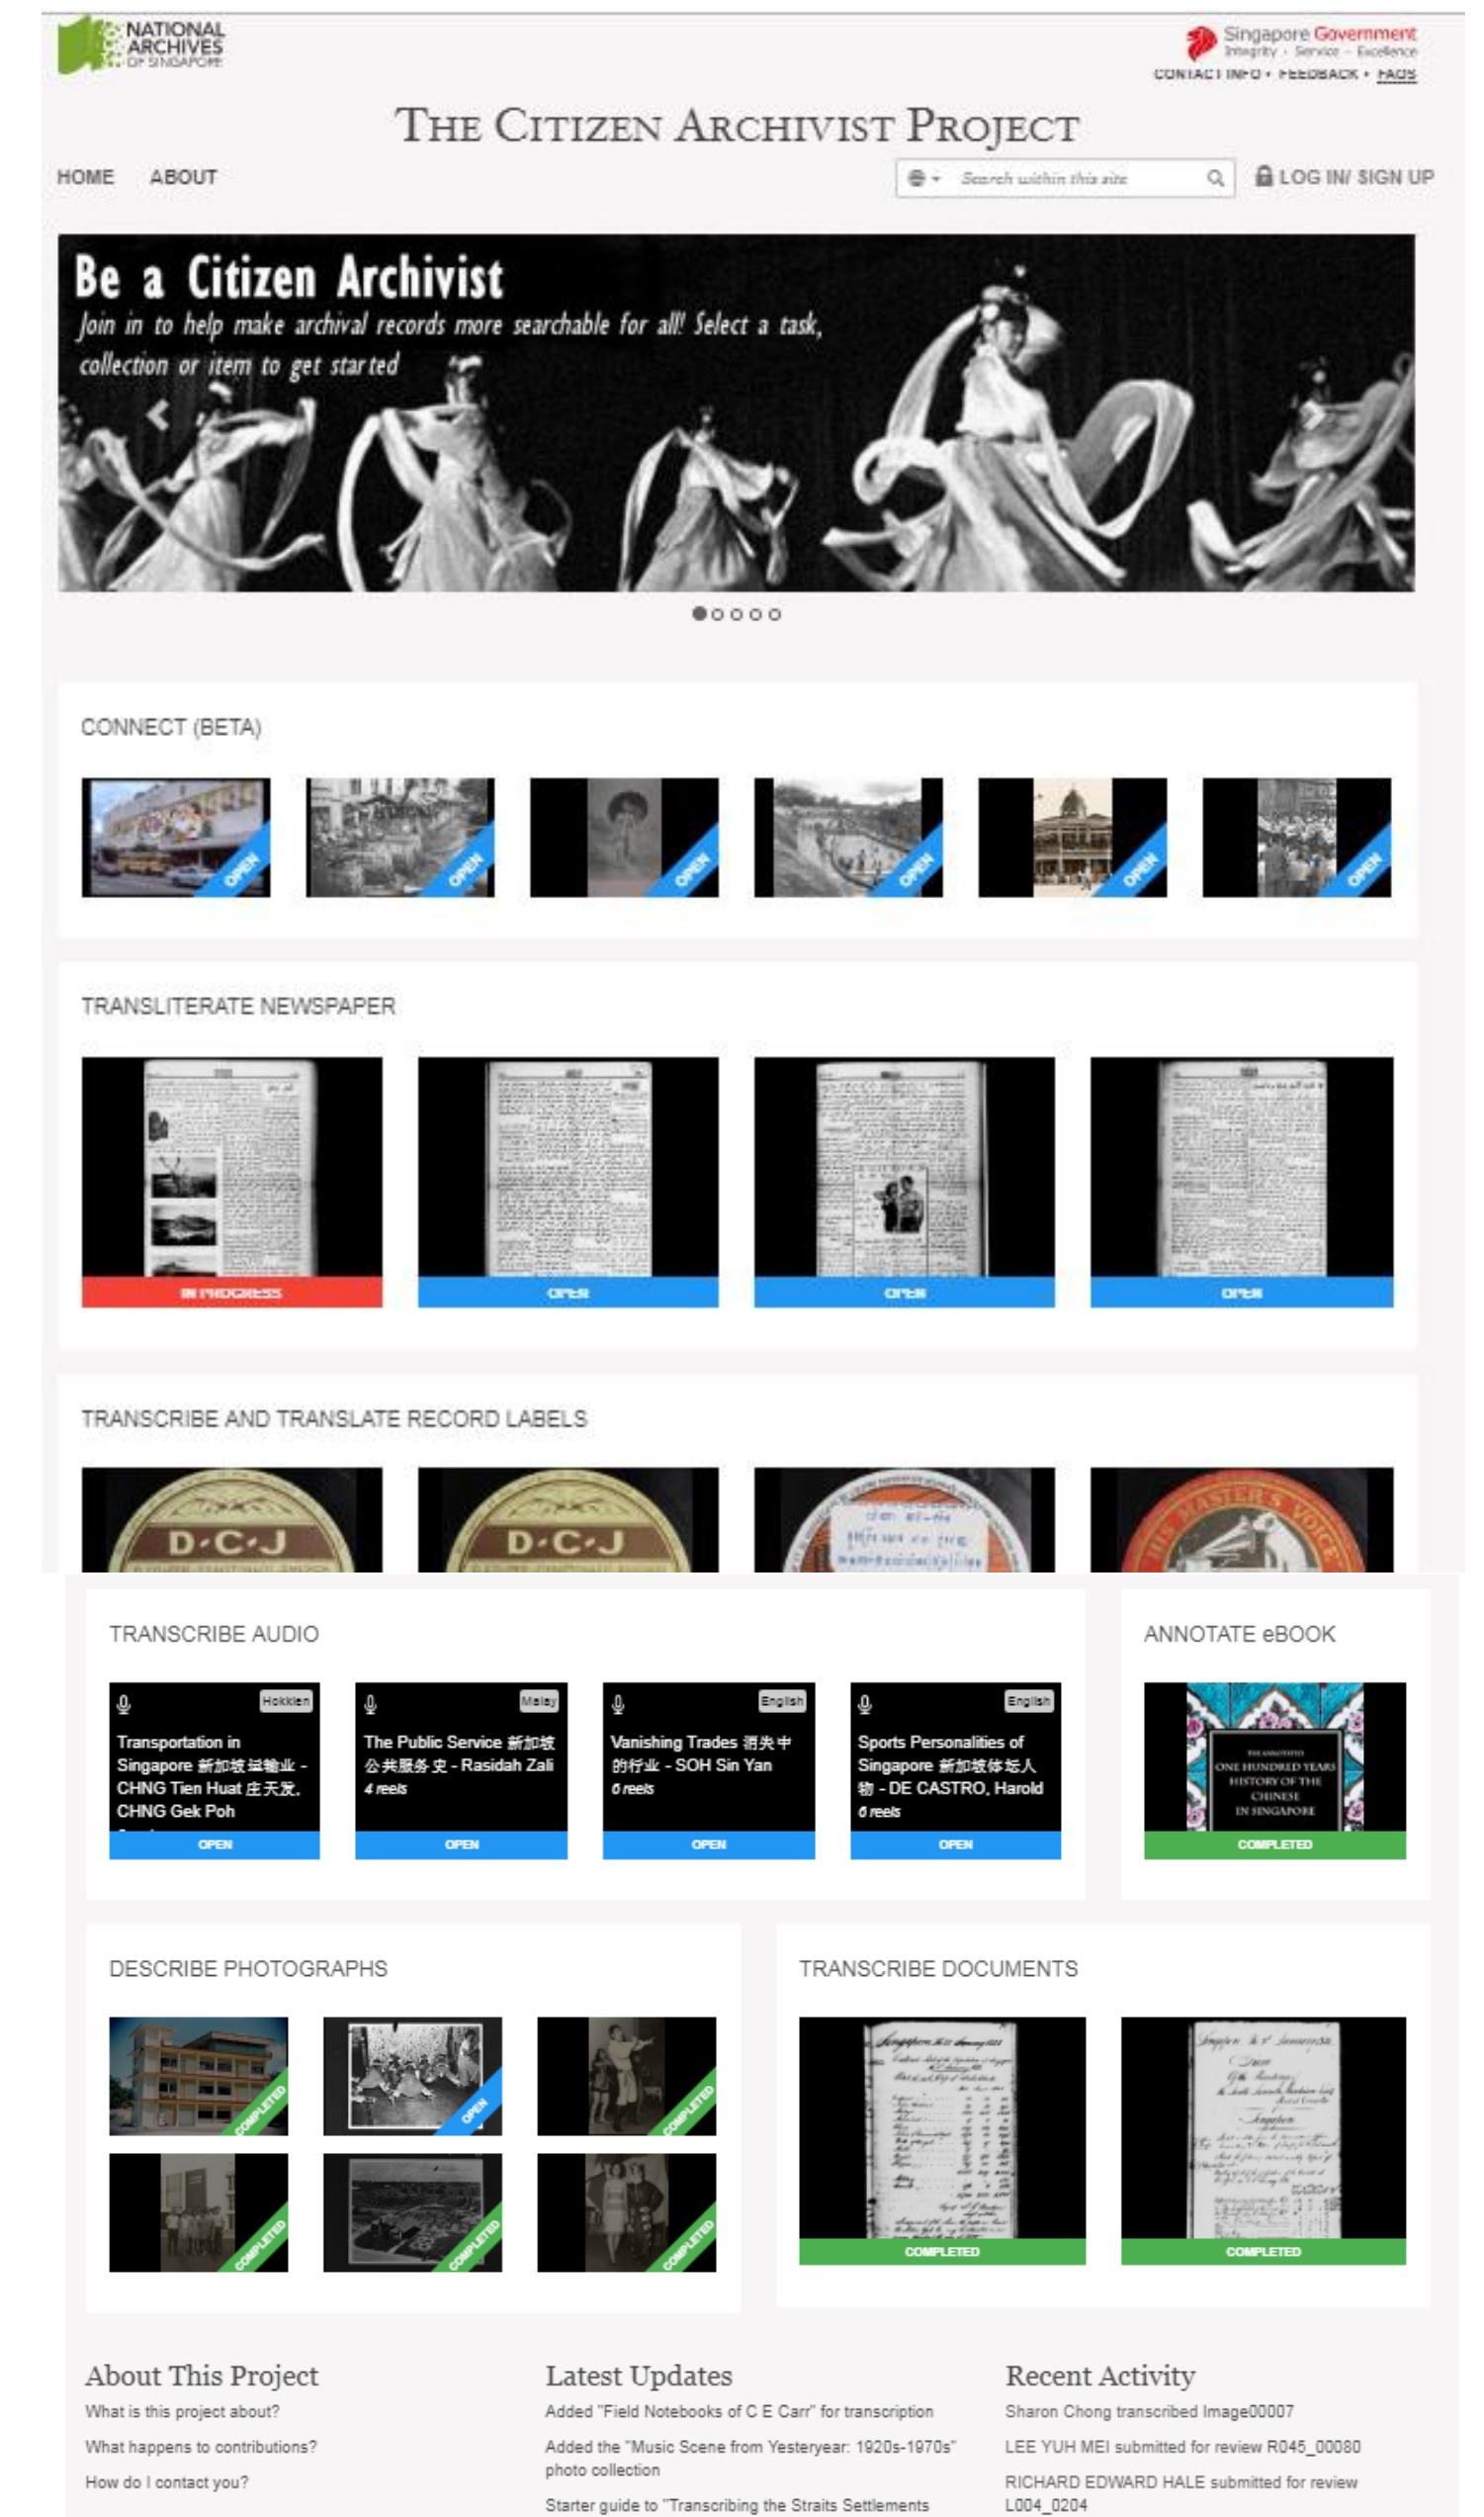 NATIONAL
ARCHIVES
OF SINGAPORE
Singapore Government
Integrity · Service · Excellence
CONTACT INFO • FEEDBACK • FAQS
THE CITIZEN ARCHIVIST PROJECT
HOME ABOUT
Search within this site
LOG IN/ SIGN UP
Be a Citizen Archivist
Join in to help make archival records more searchable for all! Select a task,
collection or item to get started
CONNECT (BETA)
OPEN OPEN OPEN OPEN OPEN OPEN
TRANSLITERATE NEWSPAPER
IN PROGRESS OPEN OPEN OPEN
TRANSCRIBE AND TRANSLATE RECORD LABELS
D·C·J D·C·J HIS MASTER'S VOICE
TRANSCRIBE AUDIO
Hokkien
Transportation in
Singapore 新加坡运输业 -
CHNG Tien Huat 庄天发,
CHNG Gek Poh
OPEN
Malay
The Public Service 新加坡
公共服务史 - Rasidah Zali
4 reels
OPEN
English
Vanishing Trades 消失中
的行业 - SOH Sin Yan
6 reels
OPEN
English
Sports Personalities of
Singapore 新加坡体坛人
物 - DE CASTRO, Harold
6 reels
OPEN
ANNOTATE eBOOK
THE ANNOTATED
ONE HUNDRED YEARS
HISTORY OF THE
CHINESE
IN SINGAPORE
COMPLETED
DESCRIBE PHOTOGRAPHS
COMPLETED OPEN COMPLETED
COMPLETED COMPLETED COMPLETED
TRANSCRIBE DOCUMENTS
COMPLETED COMPLETED
About This Project
What is this project about?
What happens to contributions?
How do I contact you?
Latest Updates
Added "Field Notebooks of C E Carr" for transcription
Added the "Music Scene from Yesteryear: 1920s-1970s"
photo collection
Starter guide to "Transcribing the Straits Settlements
Recent Activity
Sharon Chong transcribed Image00007
LEE YUH MEI submitted for review R045_00080
RICHARD EDWARD HALE submitted for review
L004_0204